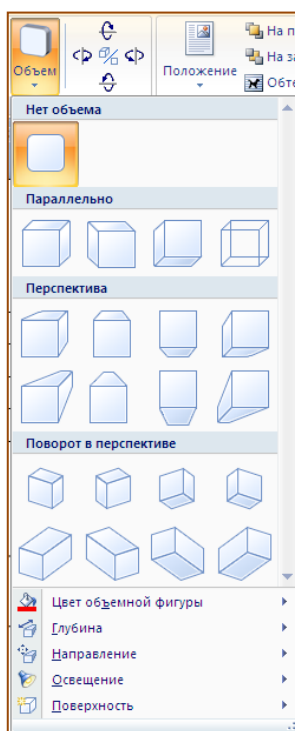 На п
На за
Объем
Положение
Обте
Нет объема
Параллельно
Перспектива
Поворот в перспективе
Цвет объемной фигуры
Глубина
Направление
Освещение
Поверхность